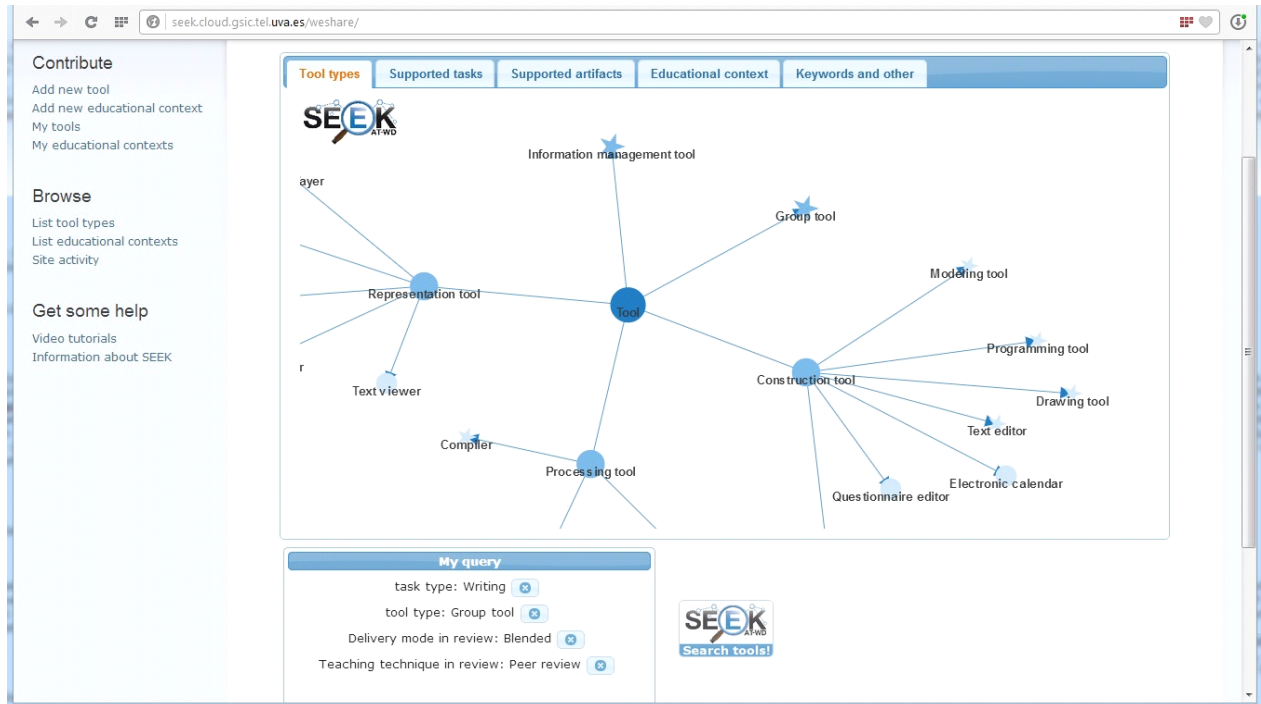 seek.cloud.gsic.tel.uva.es/weshare/
Contribute
Add new tool
Add new educational context
My tools
My educational contexts
Browse
List tool types
List educational contexts
Site activity
Get some help
Video tutorials
Information about SEEK
Tool types
Supported tasks
Supported artifacts
Educational context
Keywords and other
SEEK
AT-WD
Information management tool
ayer
Group tool
Modeling tool
Representation tool
Tool
Programming tool
r
Construction tool
Text viewer
Drawing tool
Text editor
Compiler
Processing tool
Electronic calendar
Questionnaire editor
My query
task type: Writing
tool type: Group tool
Delivery mode in review: Blended
Teaching technique in review: Peer review
SEEK
AT-WD
Search tools!